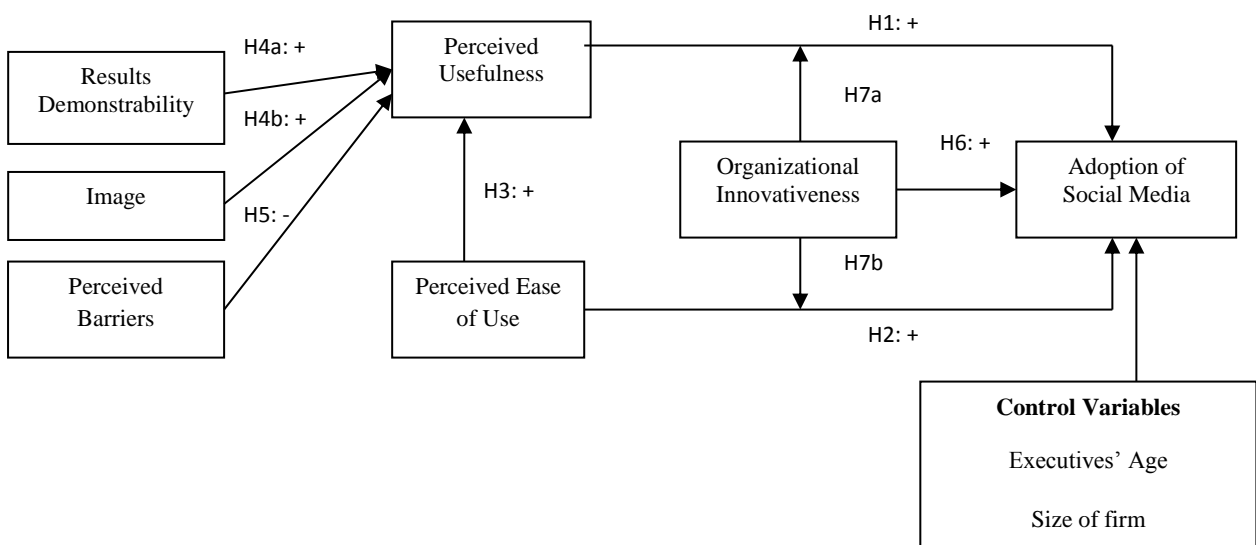 H4a: +
Results
Demonstrability
H4b: +
Image
H5: -
Perceived
Barriers
Perceived
Usefulness
H3: +
Perceived Ease
of Use
H1: +
H7a
Organizational
Innovativeness
H7b
H6: +
H2: +
Adoption of
Social Media
Control Variables
Executives’ Age
Size of firm